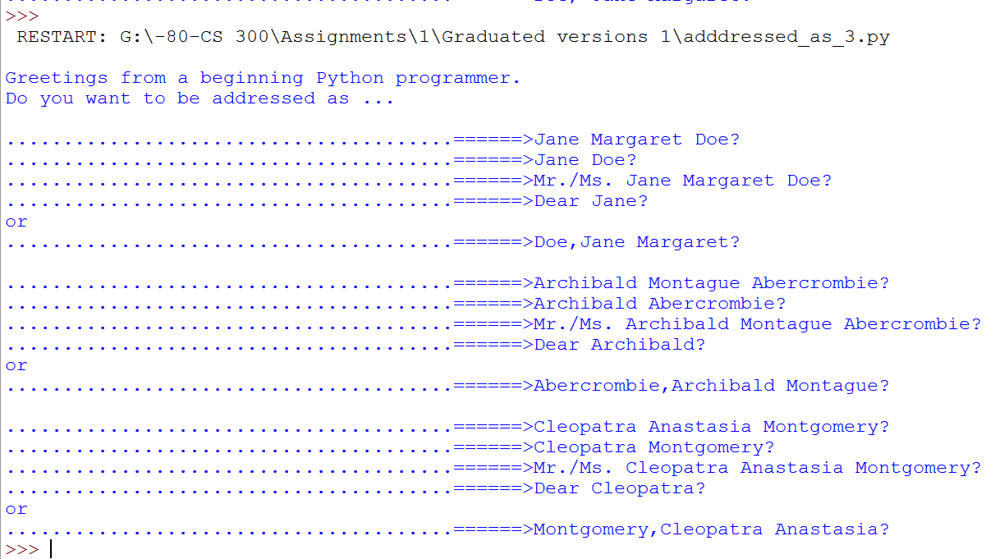 >>>
 RESTART: G:\-80-CS 300\Assignments\1\Graduated versions 1\adddressed_as_3.py
Greetings from a beginning Python programmer.
Do you want to be addressed as ...
.......................................======>Jane Margaret Doe?
.......................................======>Jane Doe?
.......................................======>Mr./Ms. Jane Margaret Doe?
.......................................======>Dear Jane?
or
.......................................======>Doe,Jane Margaret?
.......................................======>Archibald Montague Abercrombie?
.......................................======>Archibald Abercrombie?
.......................................======>Mr./Ms. Archibald Montague Abercrombie?
.......................................======>Dear Archibald?
or
.......................................======>Abercrombie,Archibald Montague?
.......................................======>Cleopatra Anastasia Montgomery?
.......................................======>Cleopatra Montgomery?
.......................................======>Mr./Ms. Cleopatra Anastasia Montgomery?
.......................................======>Dear Cleopatra?
or
.......................................======>Montgomery,Cleopatra Anastasia?
>>>